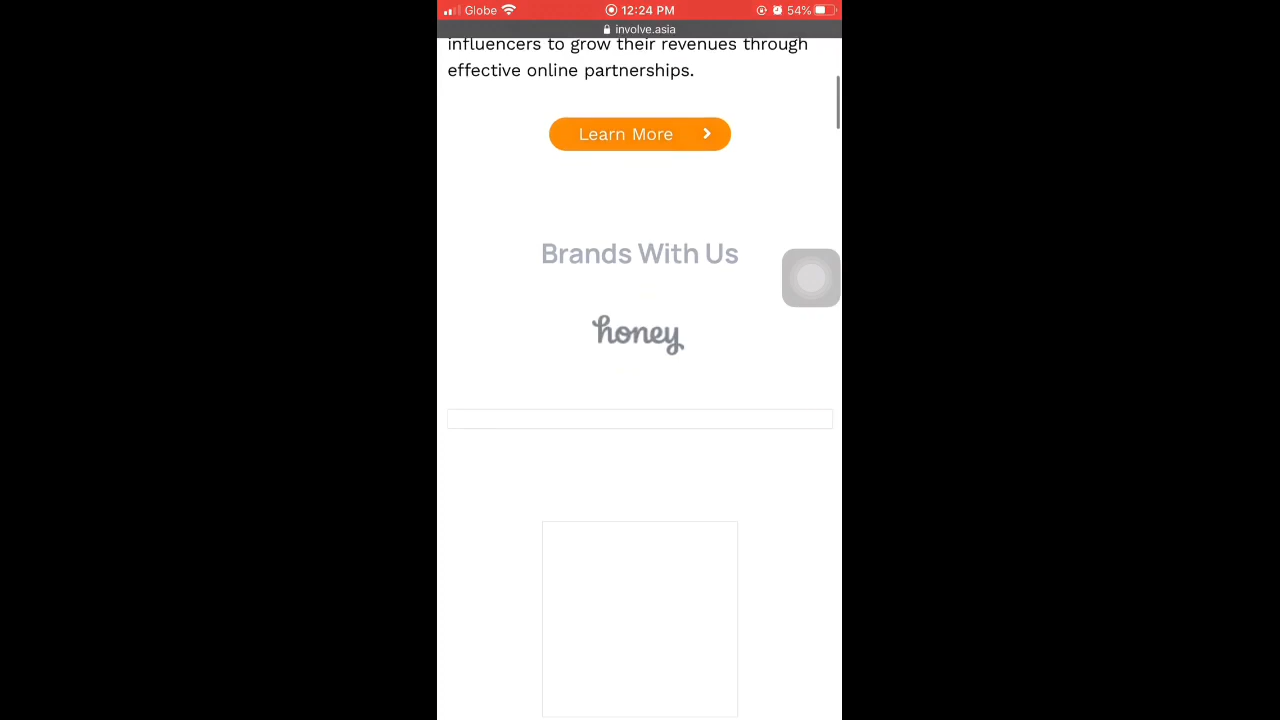 Globe 12:24 PM 54%
involve.asia
influencers to grow their revenues through
effective online partnerships.
Learn More
Brands With Us
honey